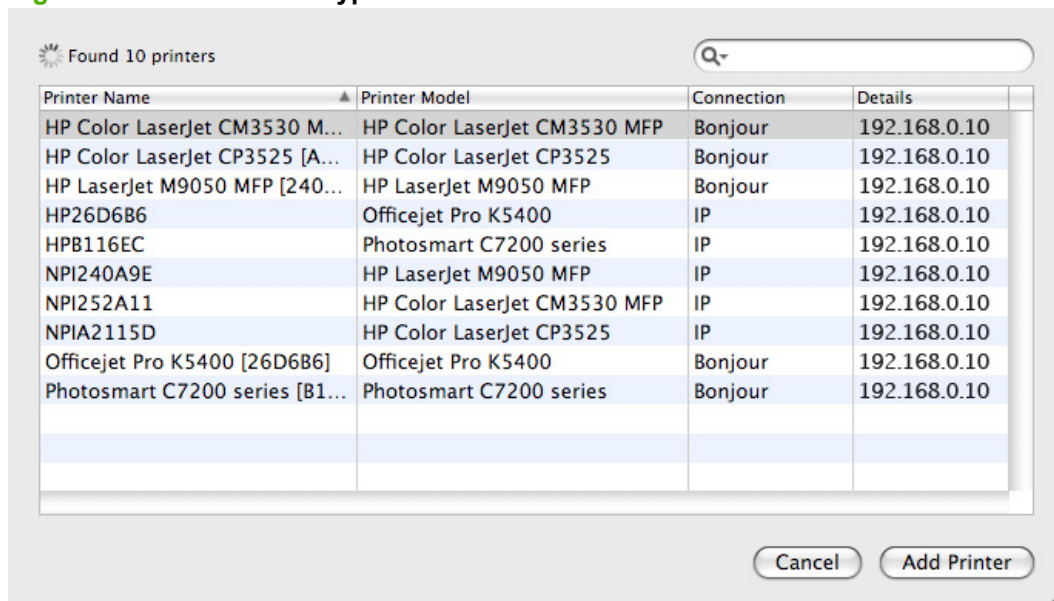 Found 10 printers
Printer Name Printer Model Connection Details
HP Color LaserJet CM3530 M... HP Color LaserJet CM3530 MFP Bonjour 192.168.0.10
HP Color LaserJet CP3525 [A... HP Color LaserJet CP3525 Bonjour 192.168.0.10
HP LaserJet M9050 MFP [240... HP LaserJet M9050 MFP Bonjour 192.168.0.10
HP26D6B6 Officejet Pro K5400 IP 192.168.0.10
HPB116EC Photosmart C7200 series IP 192.168.0.10
NPI240A9E HP LaserJet M9050 MFP IP 192.168.0.10
NPI252A11 HP Color LaserJet CM3530 MFP IP 192.168.0.10
NPIA2115D HP Color LaserJet CP3525 IP 192.168.0.10
Officejet Pro K5400 [26D6B6] Officejet Pro K5400 Bonjour 192.168.0.10
Photosmart C7200 series [B1... Photosmart C7200 series Bonjour 192.168.0.10
Cancel Add Printer